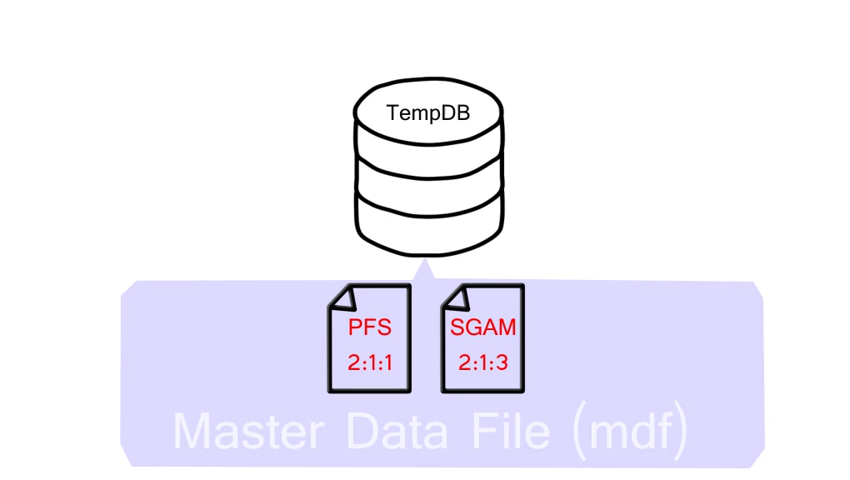 TempDB
PFS
2:1:1
SGAM
2:1:3
Master Data File (mdf)